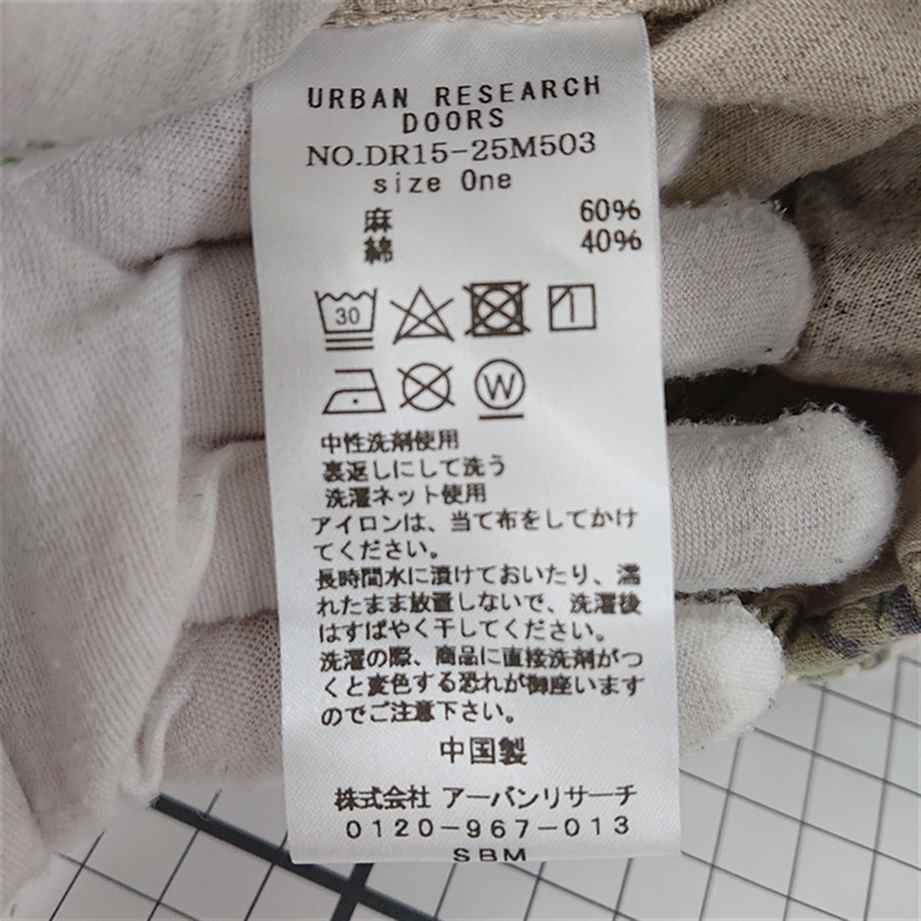 URBAN RESEARCH
DOORS
NO.DR15-25M503
size One
麻 60%
綿 40%
30
W
中性洗剤使用
裏返しにして洗う
洗濯ネット使用
アイロンは、当て布をしてかけ
てください。
長時間水に漬けておいたり、濡
れたまま放置しないで、洗濯後
はすばやく干してください。
洗濯の際、商品に直接洗剤がつ
くと変色する恐れが御座います
のでご注意下さい。
中国製
株式会社 アーバンリサーチ
0120-967-013
SBM